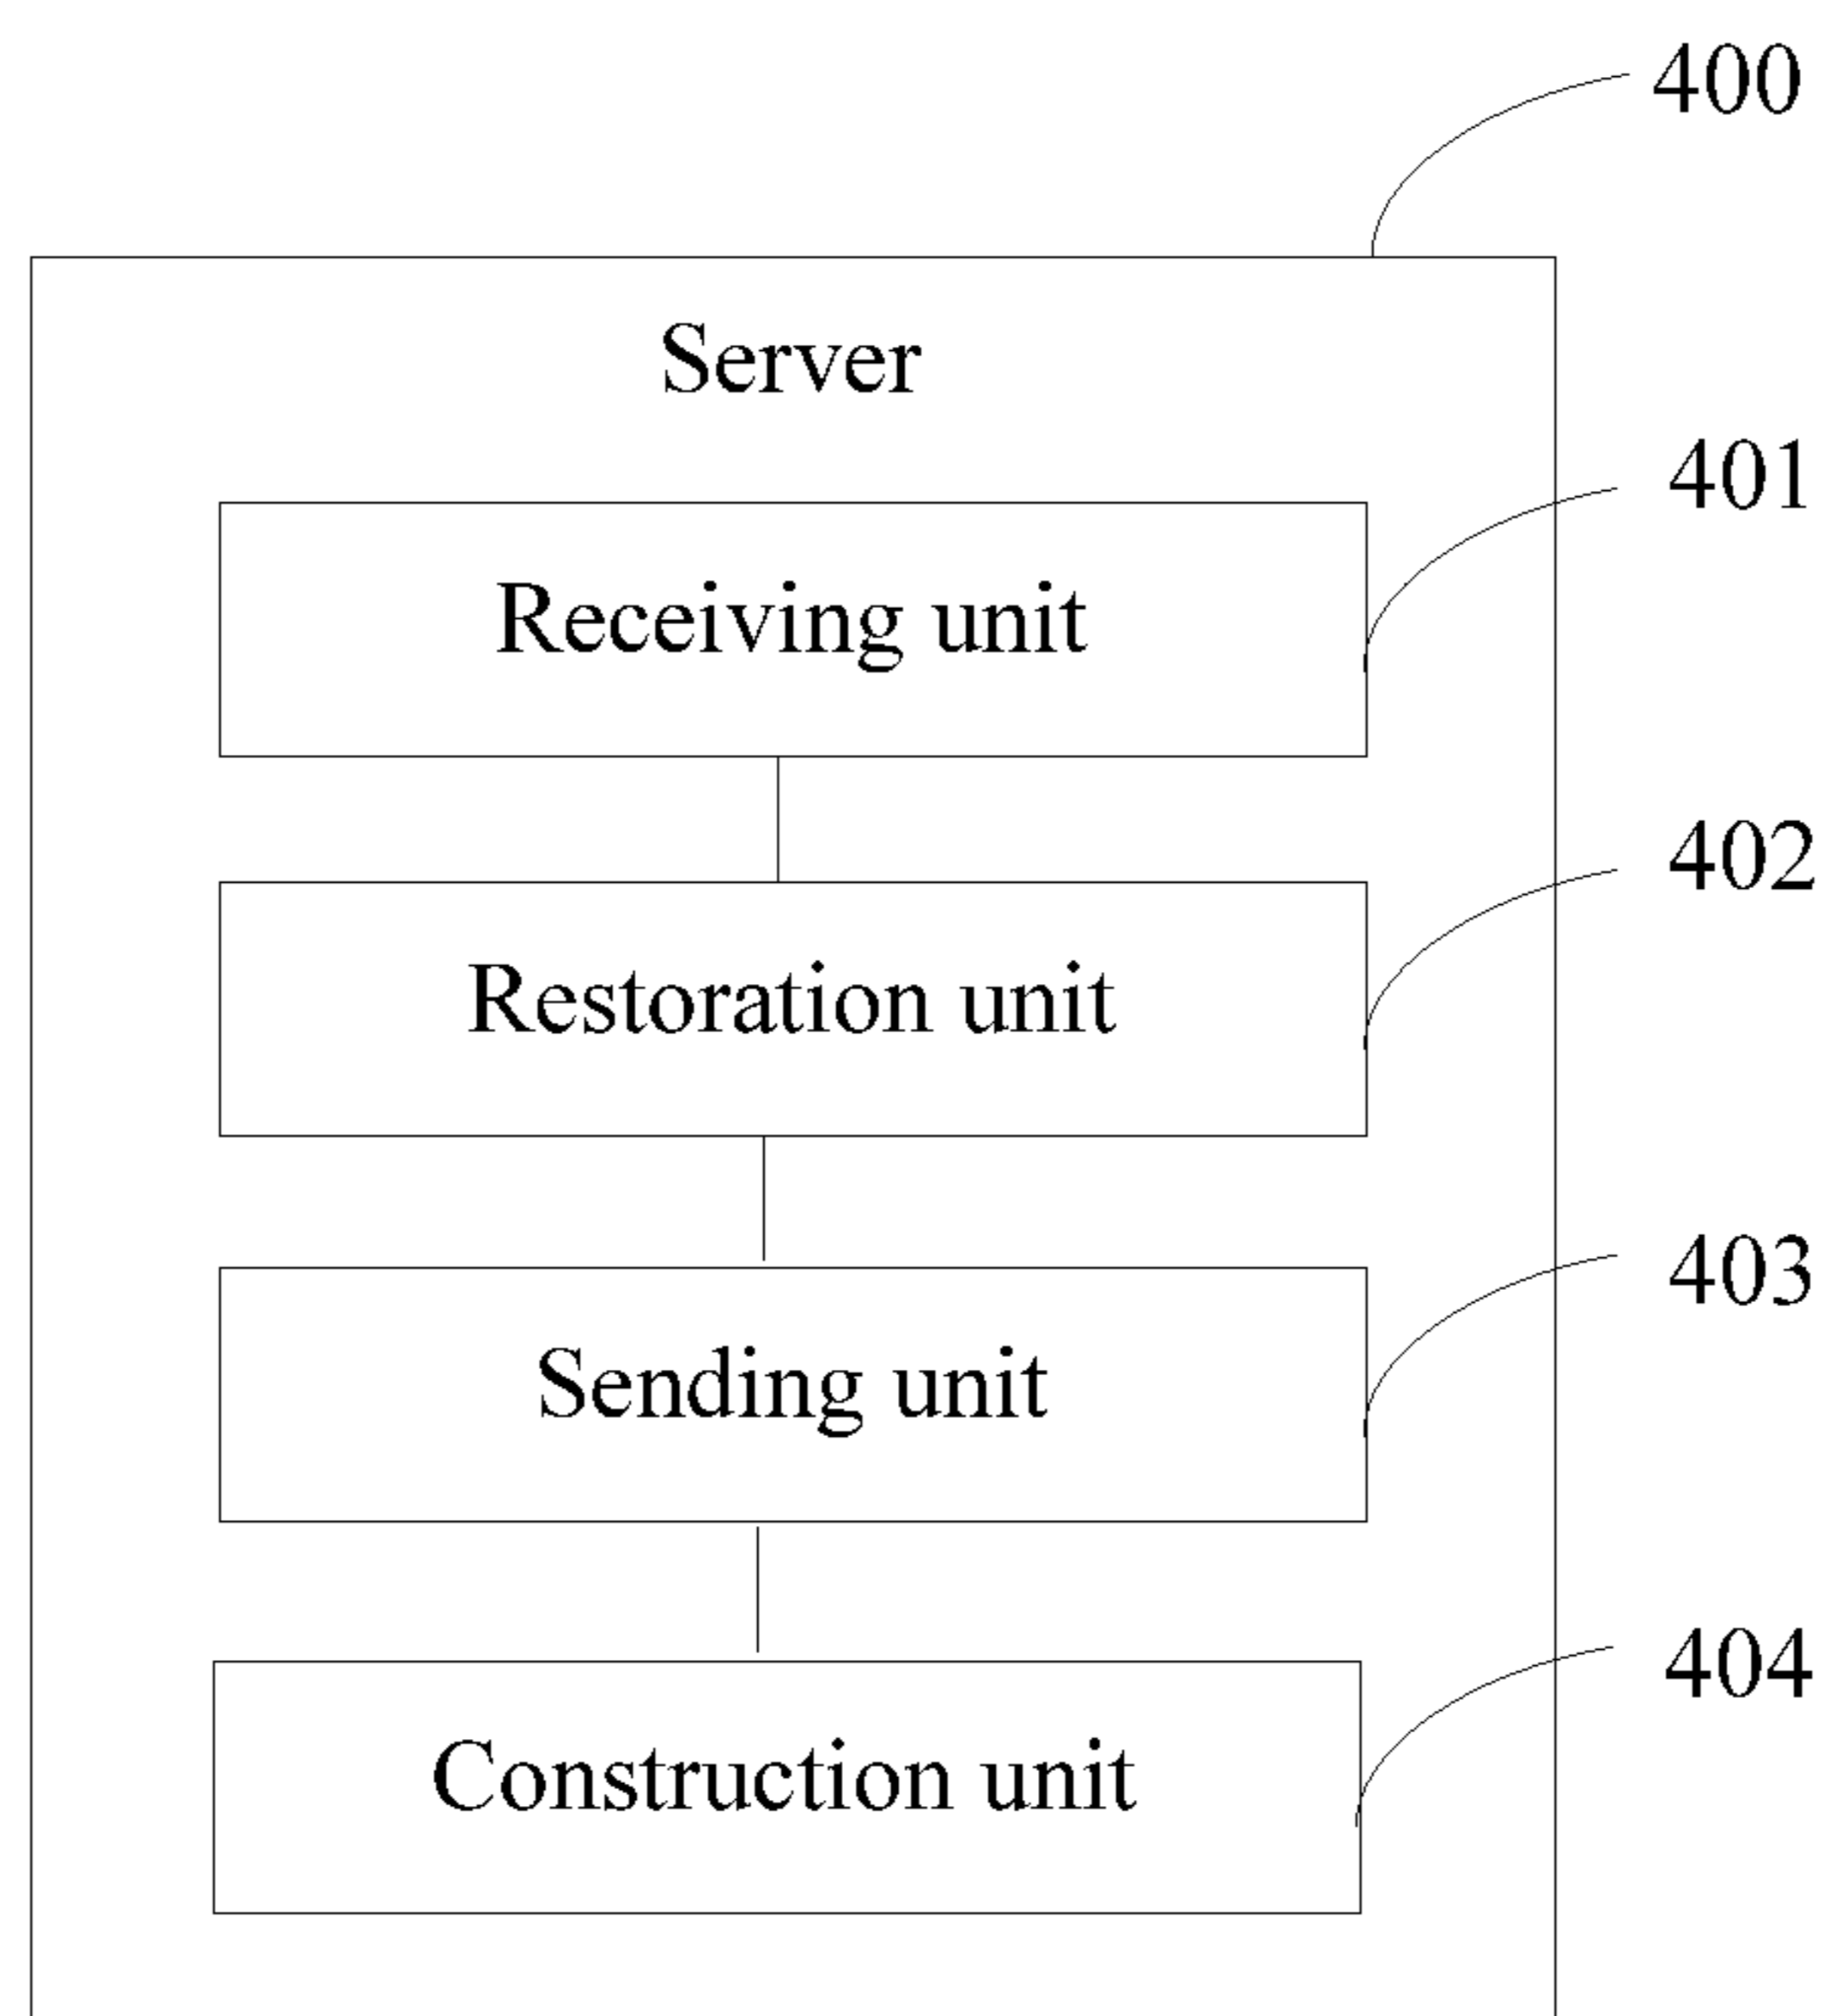 400
Server
401
Receiving unit
402
Restoration unit
403
Sending unit
404
Construction unit